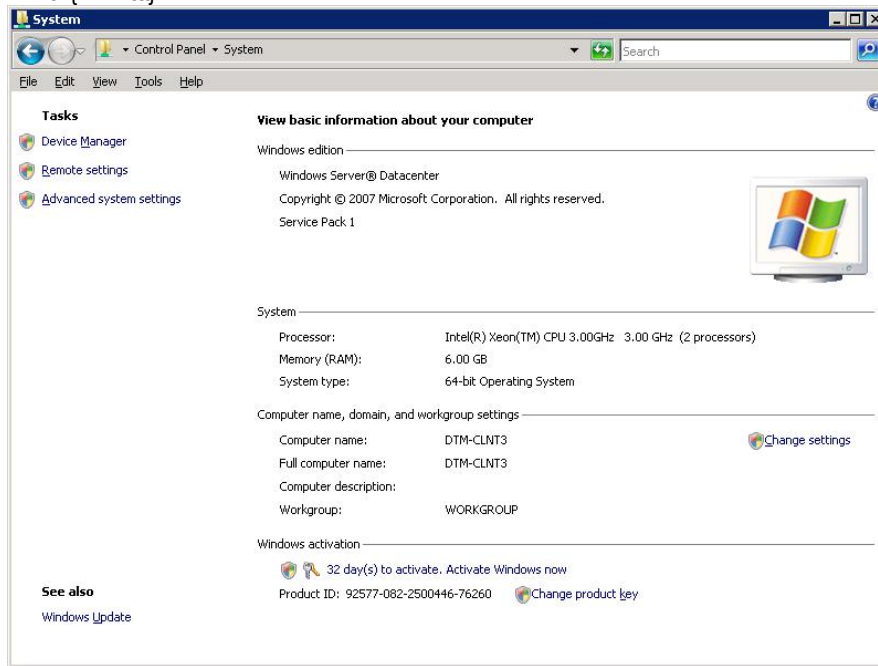 System
Control Panel
System
Search
File Edit View Tools Help
Tasks
Device Manager
Remote settings
Advanced system settings
See also
Windows Update
View basic information about your computer
Windows edition
Windows Server® Datacenter
Copyright © 2007 Microsoft Corporation. All rights reserved.
Service Pack 1
System
Processor: Intel(R) Xeon(TM) CPU 3.00GHz 3.00 GHz (2 processors)
Memory (RAM): 6.00 GB
System type: 64-bit Operating System
Computer name, domain, and workgroup settings
Computer name: DTM-CLNT3
Change settings
Full computer name: DTM-CLNT3
Computer description:
Workgroup: WORKGROUP
Windows activation
32 day(s) to activate. Activate Windows now
Product ID: 92577-082-2500446-76260
Change product key